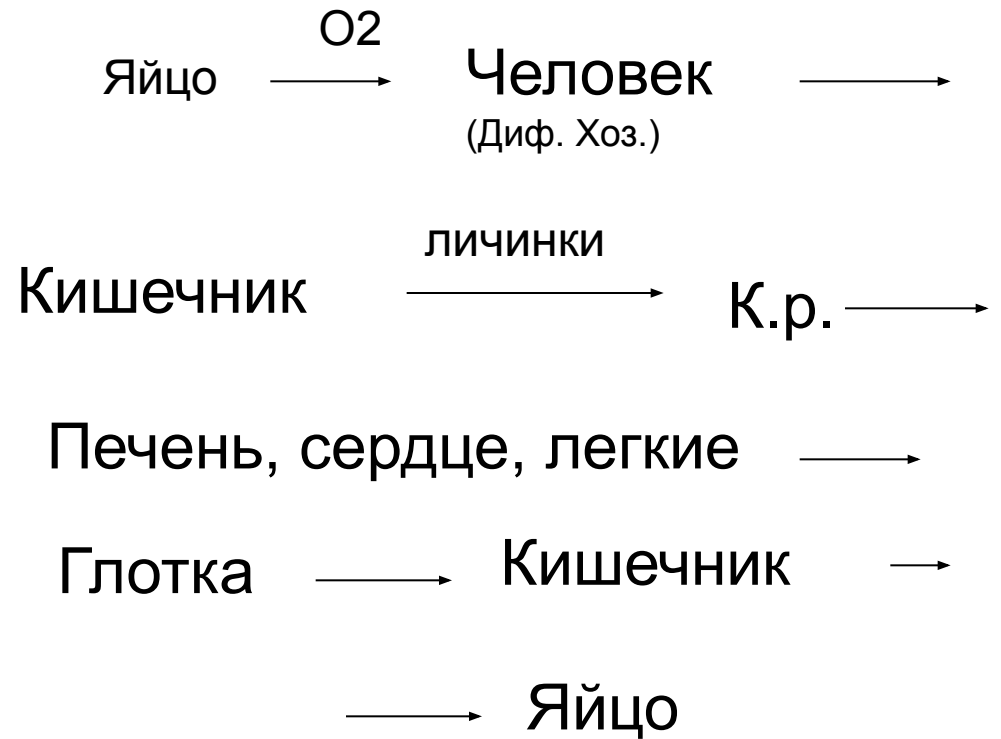 O2
Яйцо Человек
(Диф. Хоз.)
личинки
Кишечник К.р.
Печень, сердце, легкие
Глотка Кишечник
Яйцо